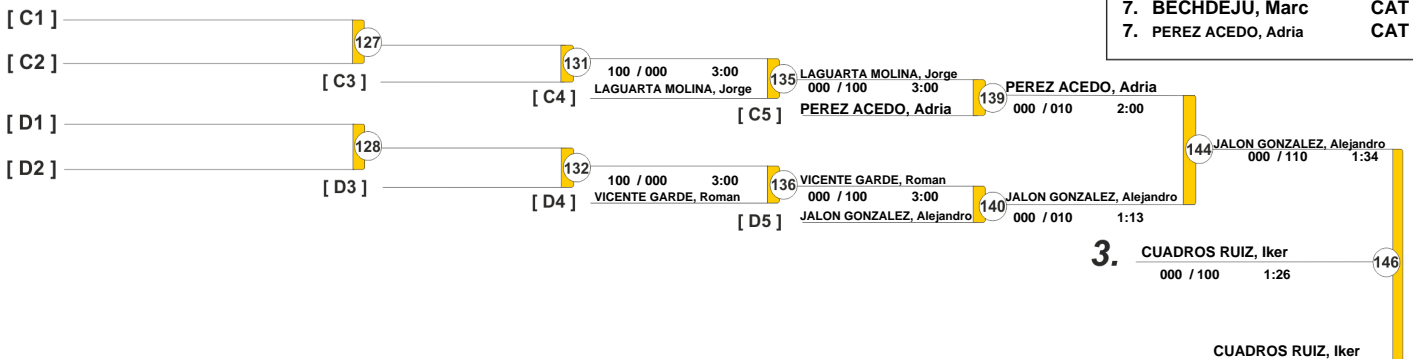 7. BECHDEJU, Marc CAT
7. PEREZ ACEDO, Adria CAT
[ C1 ]
127
[ C2 ]
[ C3 ]
131
100 / 000 3:00
LAGUARTA MOLINA, Jorge
[ C4 ]
135
LAGUARTA MOLINA, Jorge
000 / 100 3:00
[ C5 ]
PEREZ ACEDO, Adria
139
PEREZ ACEDO, Adria
000 / 010 2:00
[ D1 ]
128
[ D2 ]
[ D3 ]
132
100 / 000 3:00
VICENTE GARDE, Roman
[ D4 ]
136
VICENTE GARDE, Roman
000 / 100 3:00
[ D5 ]
JALON GONZALEZ, Alejandro
140
JALON GONZALEZ, Alejandro
000 / 010 1:13
144
JALON GONZALEZ, Alejandro
000 / 110 1:34
3. CUADROS RUIZ, Iker
000 / 100 1:26
146
CUADROS RUIZ, Iker